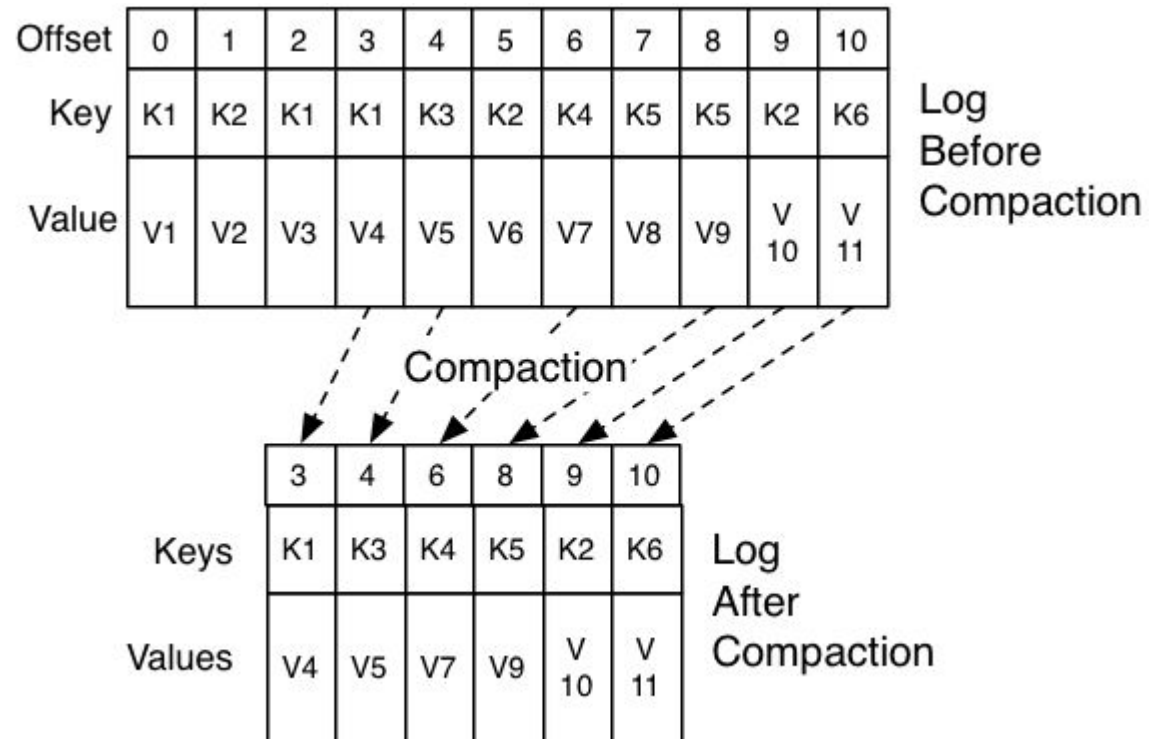 Offset 0 1 2 3 4 5 6 7 8 9 10
Key K1 K2 K1 K1 K3 K2 K4 K5 K5 K2 K6
Value V1 V2 V3 V4 V5 V6 V7 V8 V9 V 10 V 11
Log
Before
Compaction
Compaction
3 4 6 8 9 10
Keys K1 K3 K4 K5 K2 K6
Values V4 V5 V7 V9 V 10 V 11
Log
After
Compaction